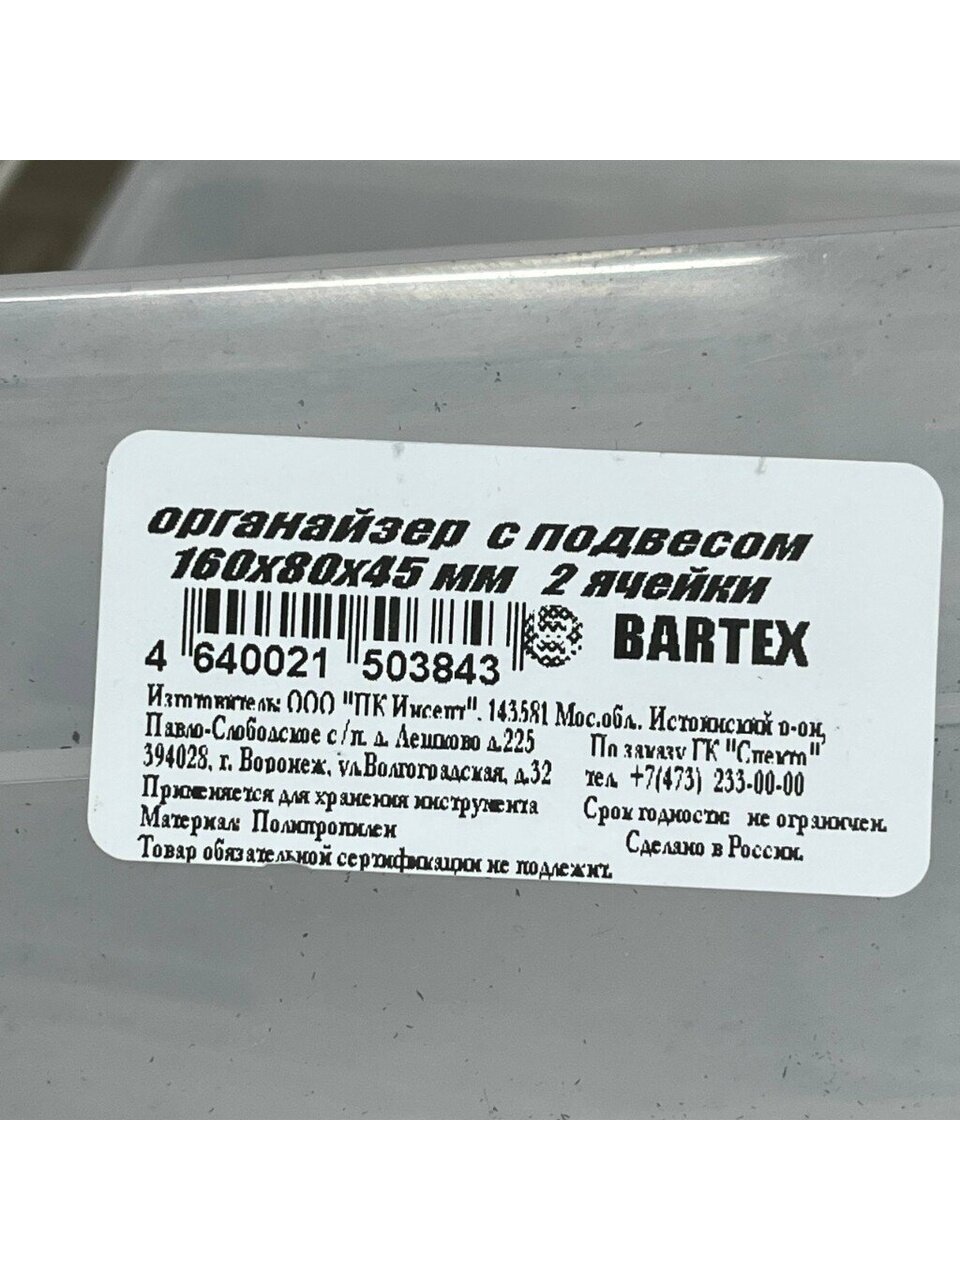 органайзер с подвесом
160х80х45 мм 2 ячейки
4 640021 503843
BARTEX
Изготовитель: ООО "ПК Инсепт". 143581 Мос.обл. Истринский р-он,
Павло-Слободское с/п. д. Лешково д.225
По заказу ГК "Спектр"
394028, г. Воронеж, ул.Волгоградская, д.32
тел. +7(473) 233-00-00
Применяется для хранения инструмента
Срок годности: не ограничен.
Материал: Полипропилен
Сделано в России.
Товар обязательной сертификации не подлежит.